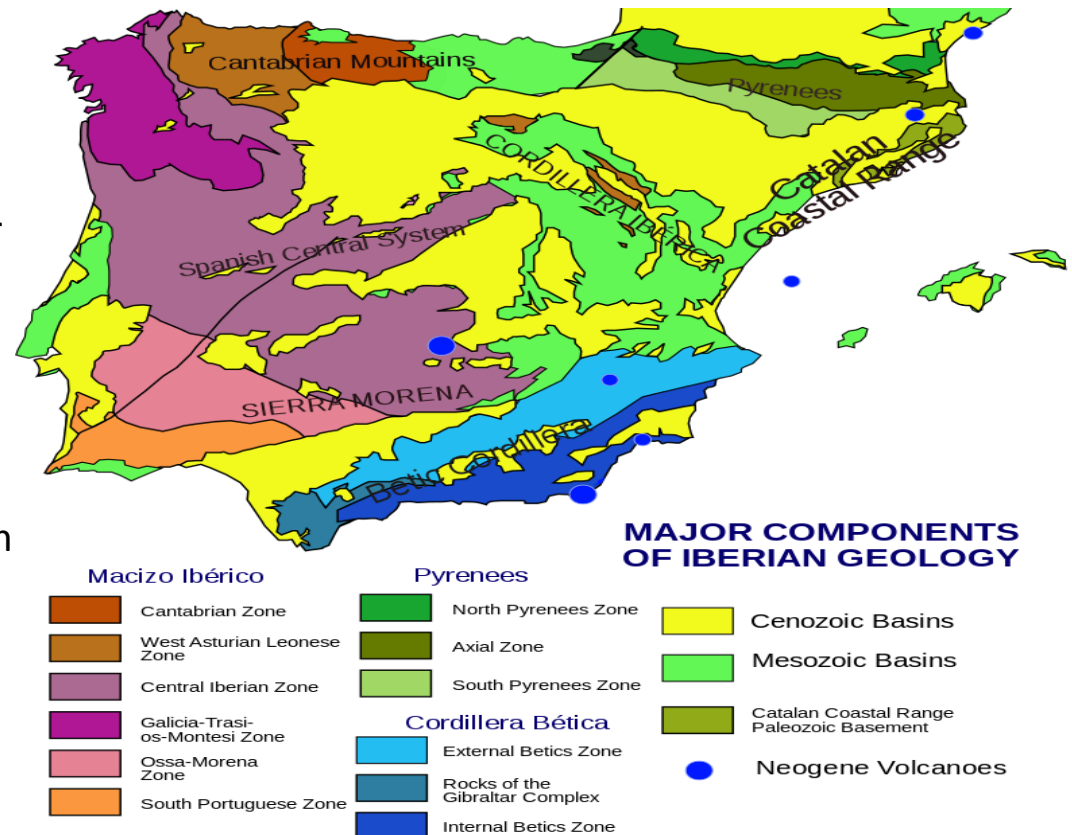 Cantabrian Mountains
Pyrenees
CORDILLERA IBÉRICA
Catalan
Coastal Range
Spanish Central System
SIERRA MORENA
Betic Cordillera
n
MAJOR COMPONENTS
OF IBERIAN GEOLOGY
Macizo Ibérico
Cantabrian Zone
West Asturian Leonese
Zone
Central Iberian Zone
Galicia-Trasi-
os-Montesi Zone
Ossa-Morena
Zone
South Portuguese Zone
Pyrenees
North Pyrenees Zone
Axial Zone
South Pyrenees Zone
Cordillera Bética
External Betics Zone
Rocks of the
Gibraltar Complex
Internal Betics Zone
Cenozoic Basins
Mesozoic Basins
Catalan Coastal Range
Paleozoic Basement
Neogene Volcanoes